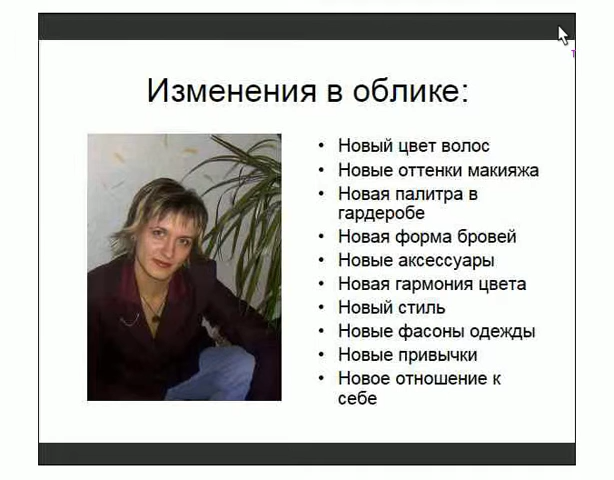 Изменения в облике:
• Новый цвет волос
• Новые оттенки макияжа
• Новая палитра в
гардеробе
• Новая форма бровей
• Новые аксессуары
• Новая гармония цвета
• Новый стиль
• Новые фасоны одежды
• Новые привычки
• Новое отношение к
себе